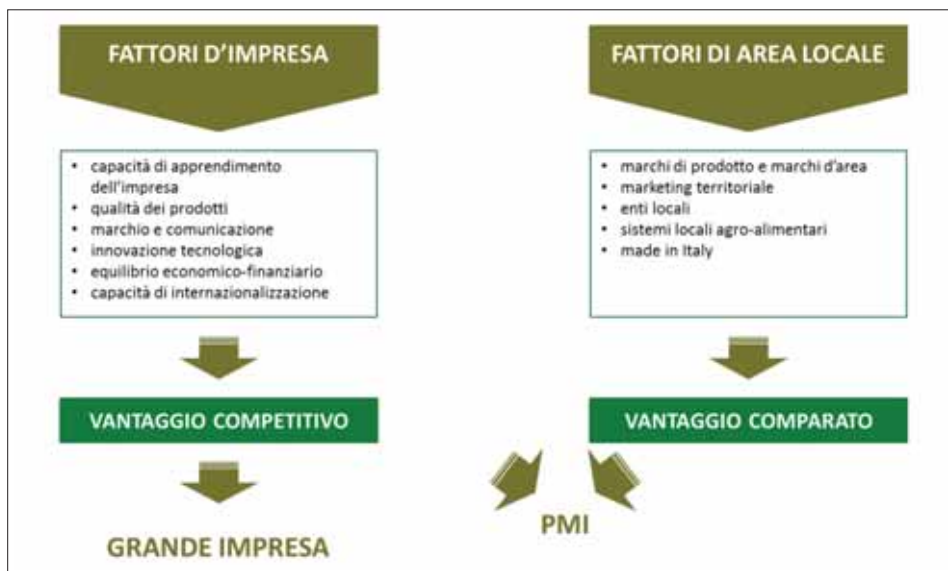 FATTORI D'IMPRESA
• capacità di apprendimento
dell'impresa
• qualità dei prodotti
• marchio e comunicazione
• innovazione tecnologica
• equilibrio economico-finanziario
• capacità di internazionalizzazione
VANTAGGIO COMPETITIVO
GRANDE IMPRESA
FATTORI DI AREA LOCALE
• marchi di prodotto e marchi d'area
• marketing territoriale
• enti locali
• sistemi locali agro-alimentari
• made in Italy
VANTAGGIO COMPARATO
PMI